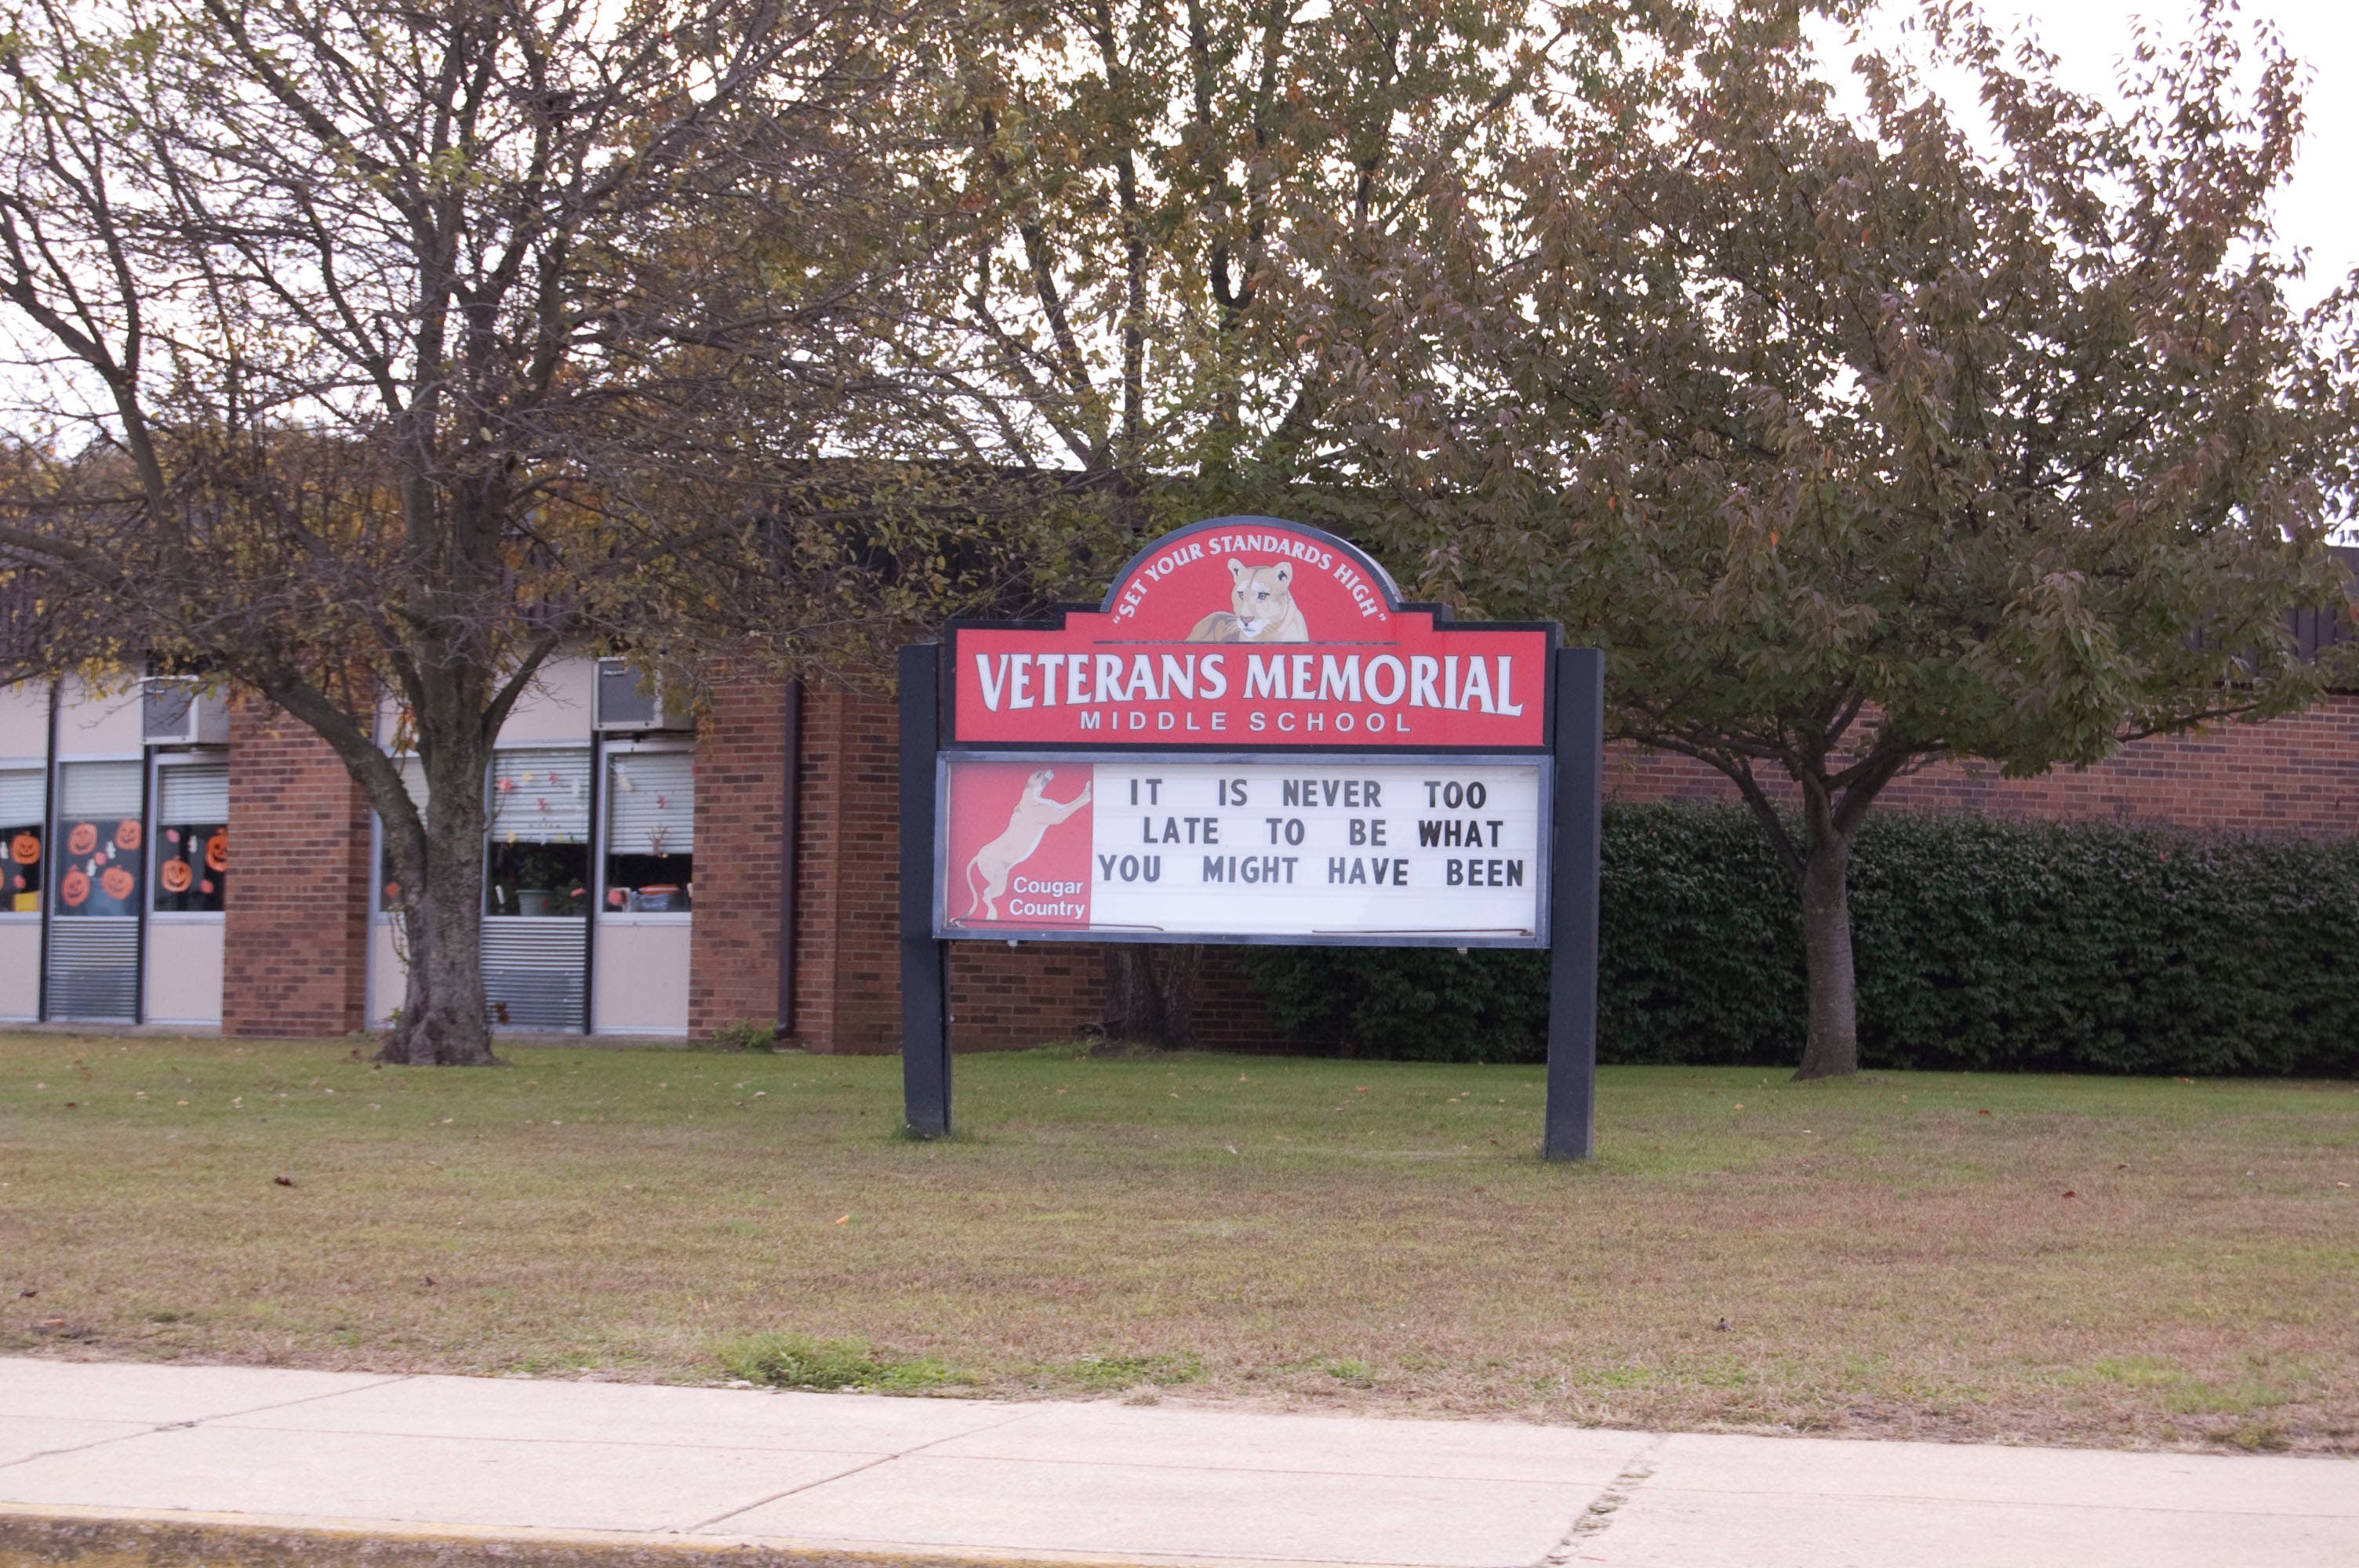 "SET YOUR STANDARDS HIGH"
VETERANS MEMORIAL
MIDDLE SCHOOL
IT IS NEVER TOO
LATE TO BE WHAT
YOU MIGHT HAVE BEEN
Cougar
Country